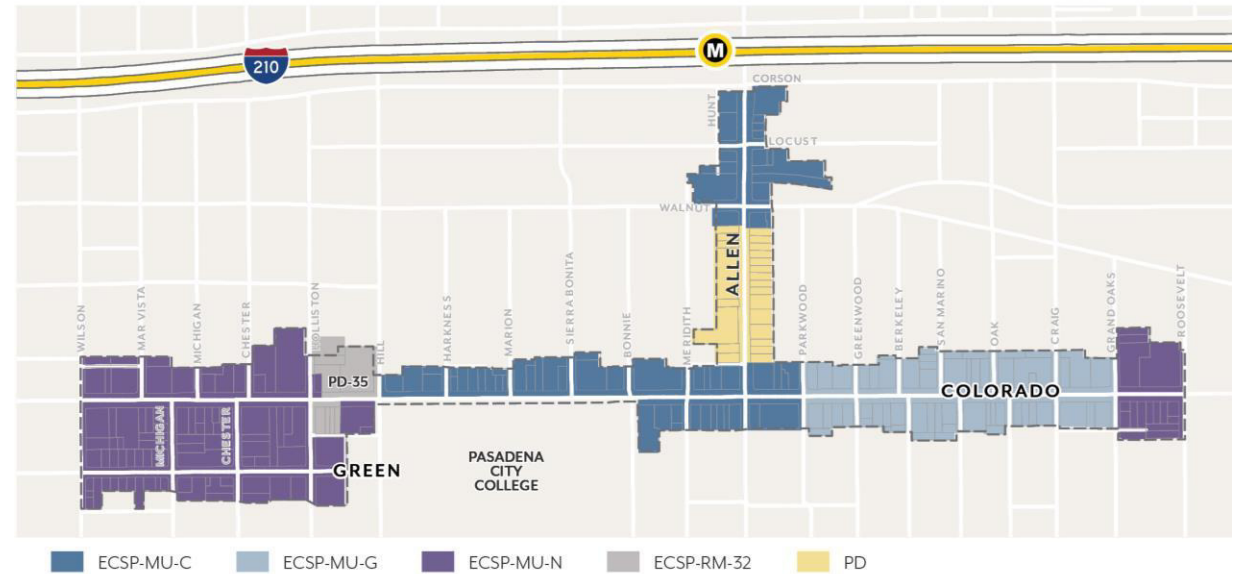 M
210
CORSON
HUNT
LOCUST
WALNUT
ALLEN
WILSON
MAR VISTA
MICHIGAN
CHESTER
HOLLISTON
HILL
HARKNESS
MARION
SIERRA BONITA
BONNIE
MEREDITH
PARKWOOD
GREENWOOD
BERKELEY
SAN MARINO
OAK
CRAIG
GRAND OAKS
ROOSEVELT
PD-35
COLORADO
MICHIGAN
CHESTER
GREEN
PASADENA
CITY
COLLEGE
ECSP-MU-C
ECSP-MU-G
ECSP-MU-N
ECSP-RM-32
PD